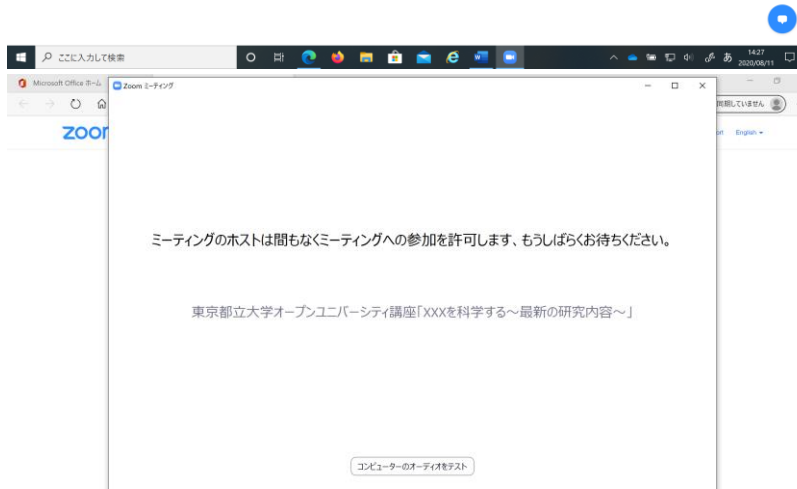 ここに入力して検索
あ
14:27
2020/08/11
Microsoft Office ホーム
Zoom ミーティング
同期していません
zoom
English
ミーティングのホストは間もなくミーティングへの参加を許可します、もうしばらくお待ちください。
東京都立大学オープンユニバーシティ講座「XXXを科学する～最新の研究内容～」
コンピューターのオーディオをテスト